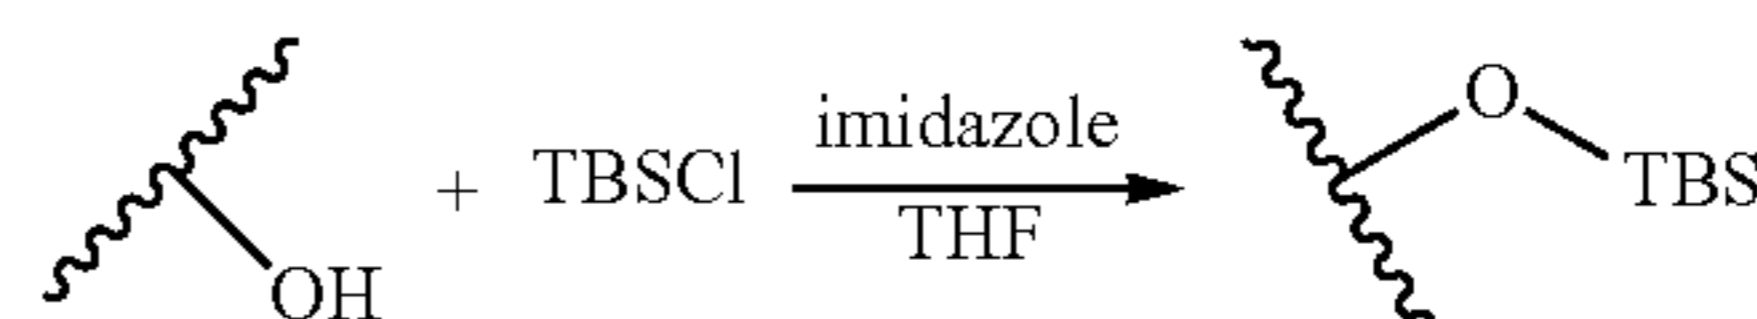 imidazole
O
+ TBSCl
TBS
THF
OH